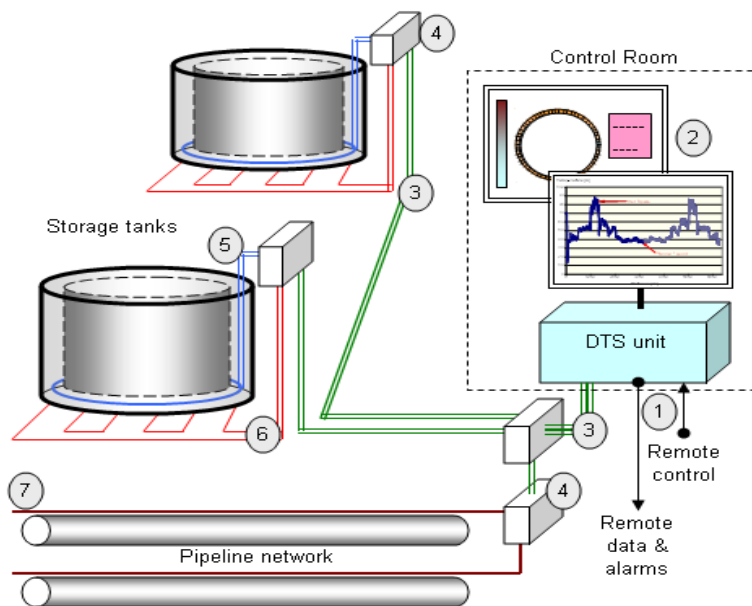 4
Control Room
2
3
Storage tanks
5
DTS unit
1
6
3
Remote
control
7
4
Pipeline network
Remote
data &
alarms